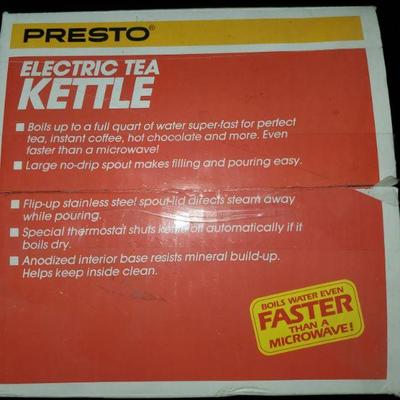 PRESTO®
ELECTRIC TEA
KETTLE
■ Boils up to a full quart of water super-fast for perfect
tea, instant coffee, hot chocolate and more. Even
faster than a microwave!
■ Large no-drip spout makes filling and pouring easy.
■ Flip-up stainless steel spout lid directs steam away
while pouring.
■ Special thermostat shuts kettle off automatically if it
boils dry.
■ Anodized interior base resists mineral build-up.
Helps keep inside clean.
BOILS WATER EVEN
FASTER
THAN A
MICROWAVE!